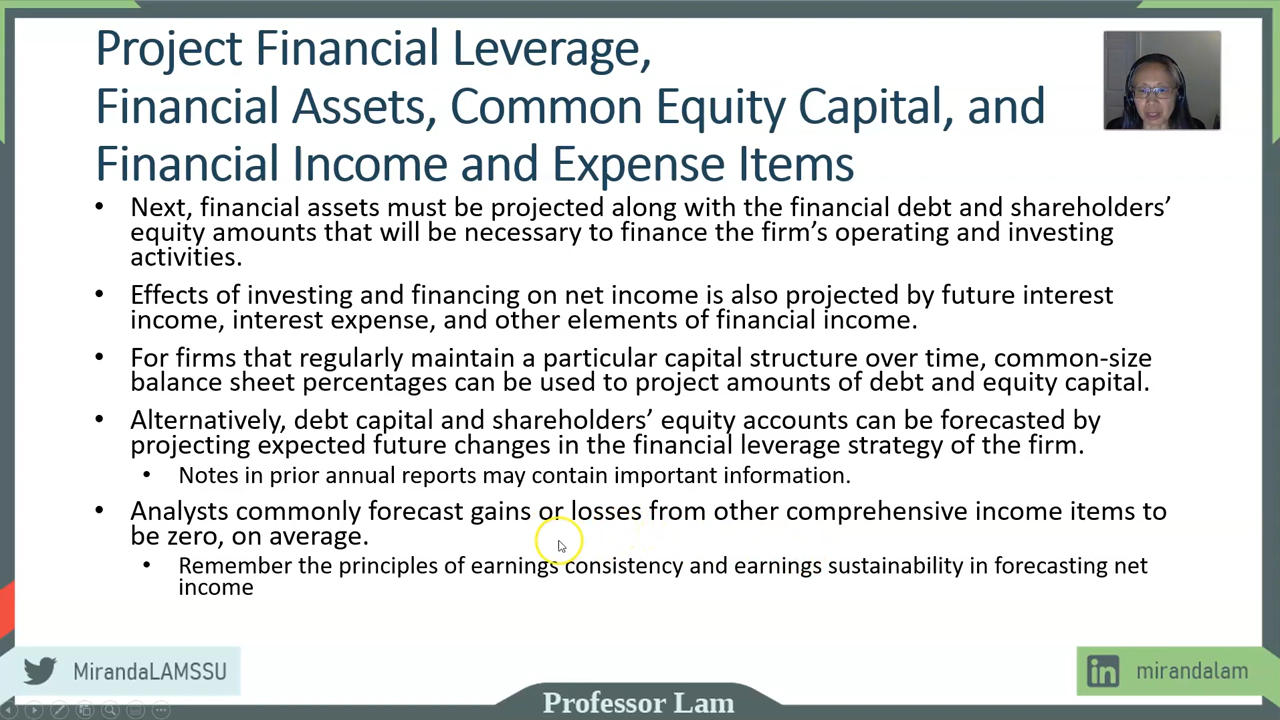 Project Financial Leverage,
Financial Assets, Common Equity Capital, and
Financial Income and Expense Items
• Next, financial assets must be projected along with the financial debt and shareholders’
equity amounts that will be necessary to finance the firm’s operating and investing
activities.
• Effects of investing and financing on net income is also projected by future interest
income, interest expense, and other elements of financial income.
• For firms that regularly maintain a particular capital structure over time, common-size
balance sheet percentages can be used to project amounts of debt and equity capital.
• Alternatively, debt capital and shareholders’ equity accounts can be forecasted by
projecting expected future changes in the financial leverage strategy of the firm.
• Notes in prior annual reports may contain important information.
• Analysts commonly forecast gains or losses from other comprehensive income items to
be zero, on average.
• Remember the principles of earnings consistency and earnings sustainability in forecasting net
income
MirandaLAMSSU
in mirandalam
Professor Lam